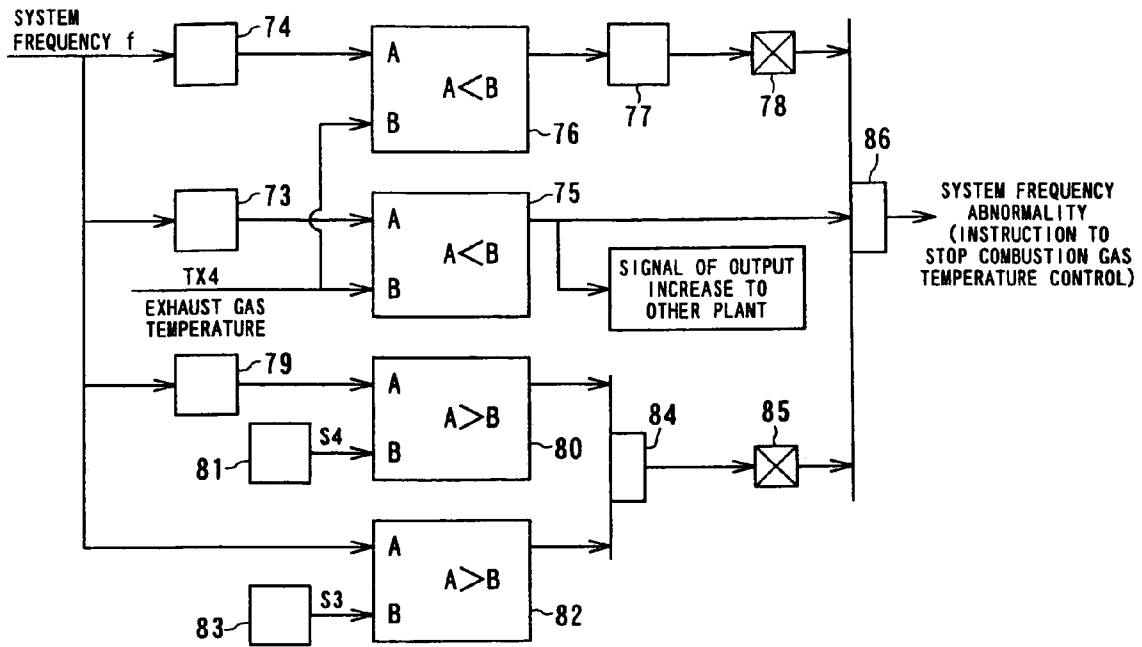 SYSTEM
FREQUENCY f
74
A
A<B
B
76
77
78
86
73
75
A
A<B
B
TX4
EXHAUST GAS
TEMPERATURE
SIGNAL OF OUTPUT
INCREASE TO
OTHER PLANT
SYSTEM FREQUENCY
ABNORMALITY
(INSTRUCTION TO
STOP COMBUSTION GAS
TEMPERATURE CONTROL)
79
A
A>B
B
80
81
S4
84
85
A
A>B
B
82
83
S3